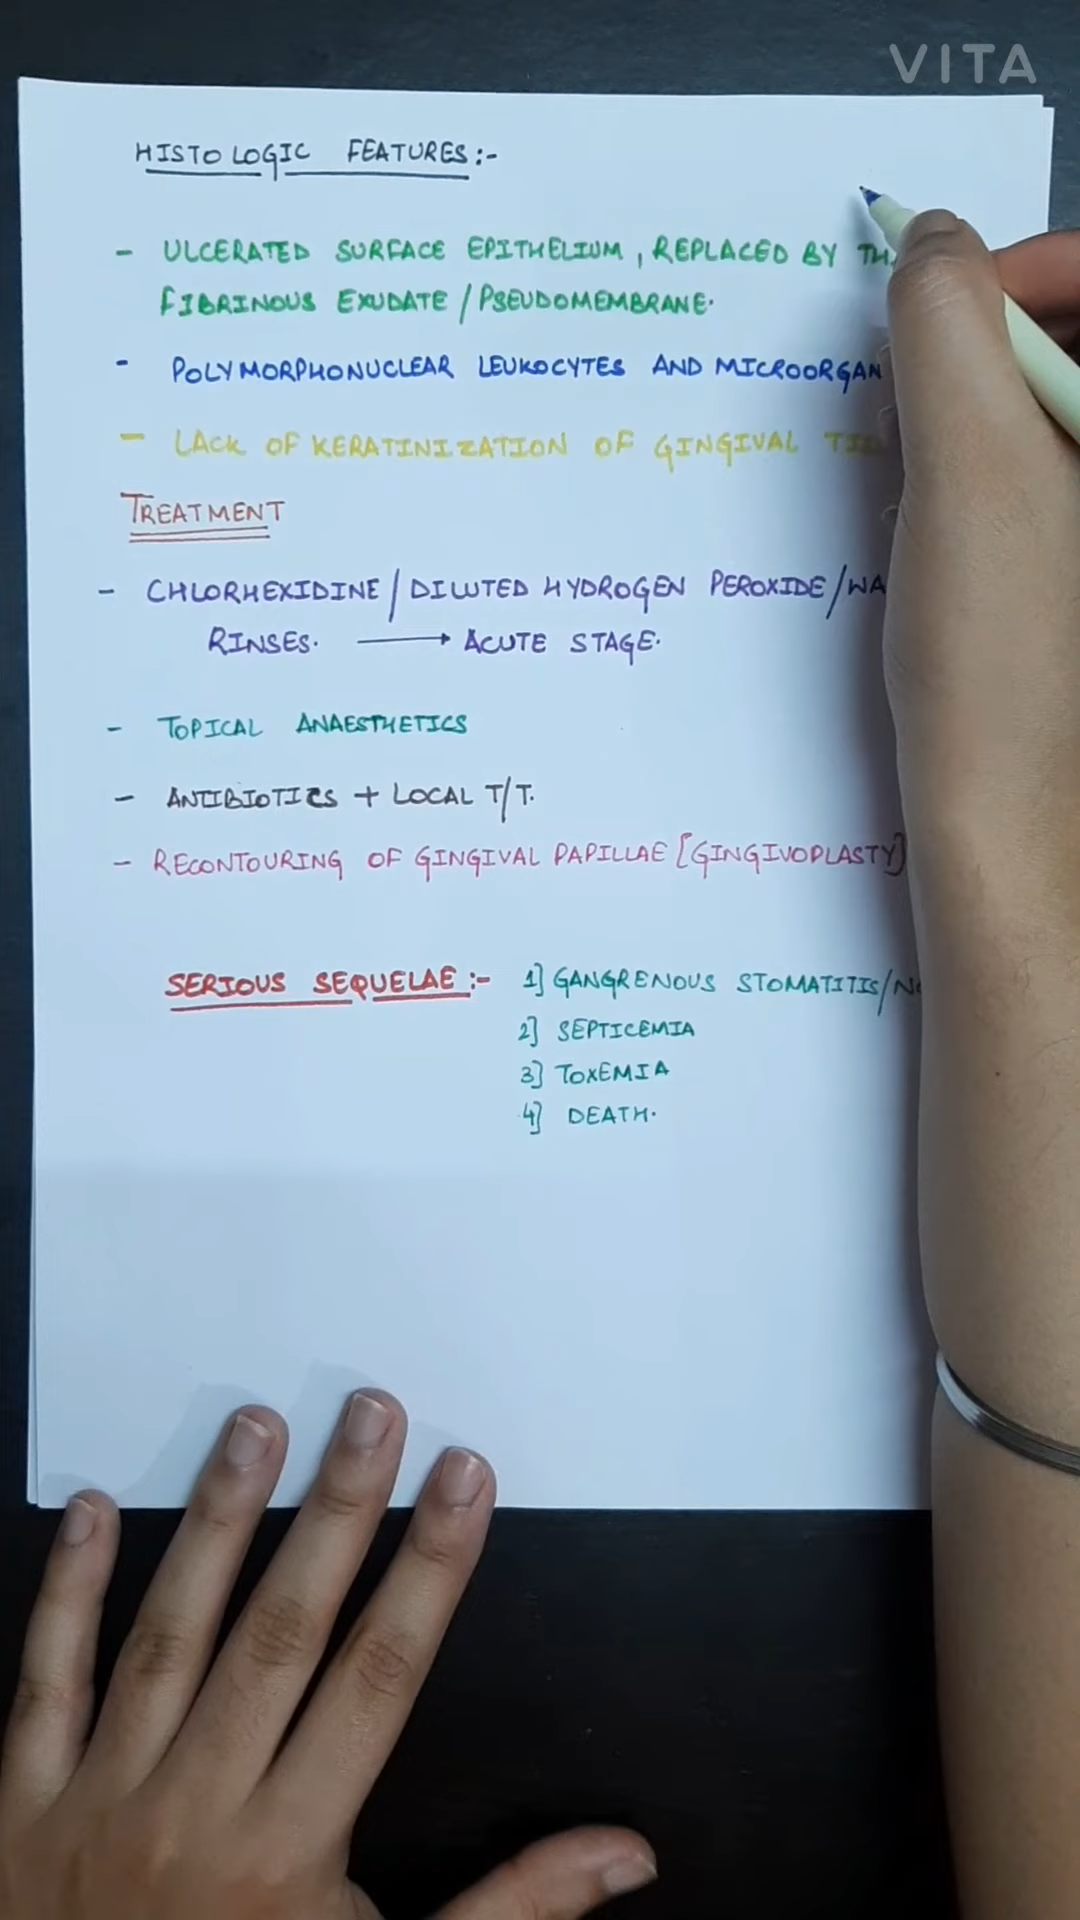 VITA
HISTOLOGIC FEATURES:-
- ULCERATED SURFACE EPITHELIUM, REPLACED BY
FIBRINOUS EXUDATE/PSEUDOMEMBRANE.
- POLYMORPHONUCLEAR LEUKOCYTES AND
- LACK OF KERATINIZATION OF GINGIVAL
TREATMENT
- CHLORHEXIDINE/DILUTED HYDROGEN PEROXIDE/
RINSES. → ACUTE STAGE.
- TOPICAL ANAESTHETICS
- ANTIBIOTICS + LOCAL T/T.
- RECONTOURING OF GINGIVAL PAPILLAE [GINGIVOPLASTY]
SERIOUS SEQUELAE:- 1] GANGRENOUS STOMATITIS/
2] SEPTICEMIA
3] TOXEMIA
4] DEATH.